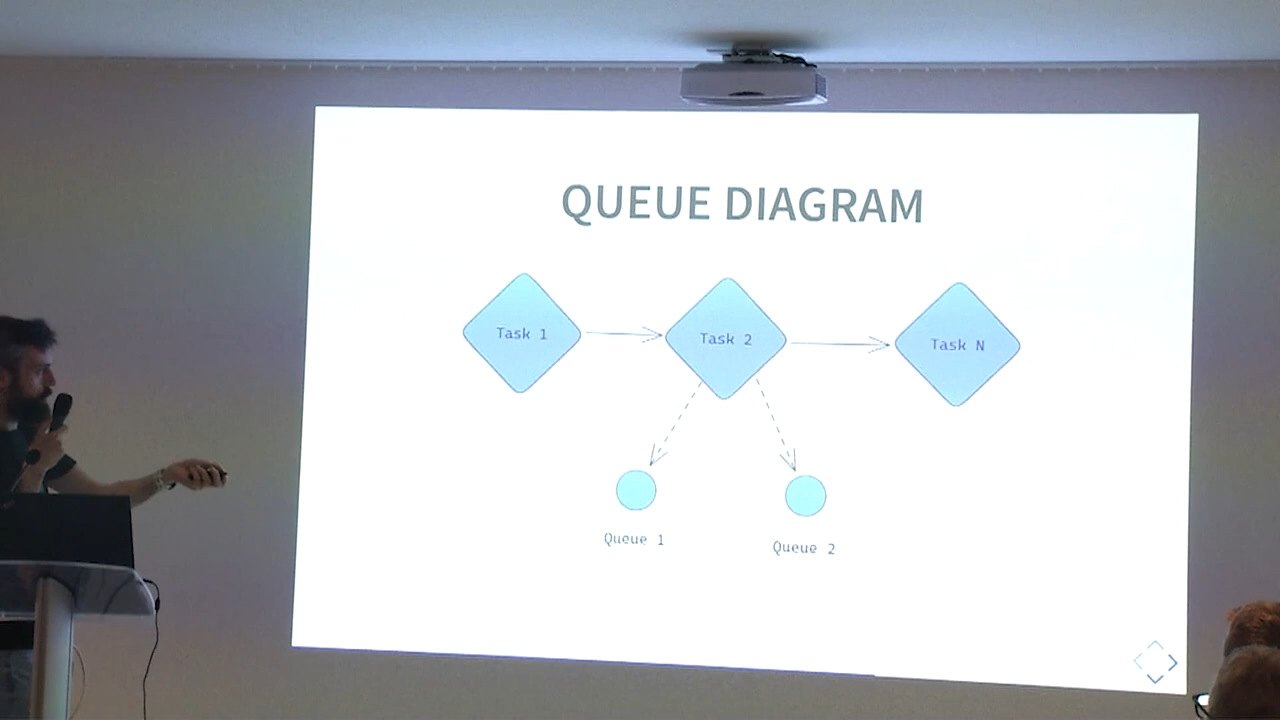 QUEUE DIAGRAM
Task 1
Task 2
Task N
Queue 1
Queue 2